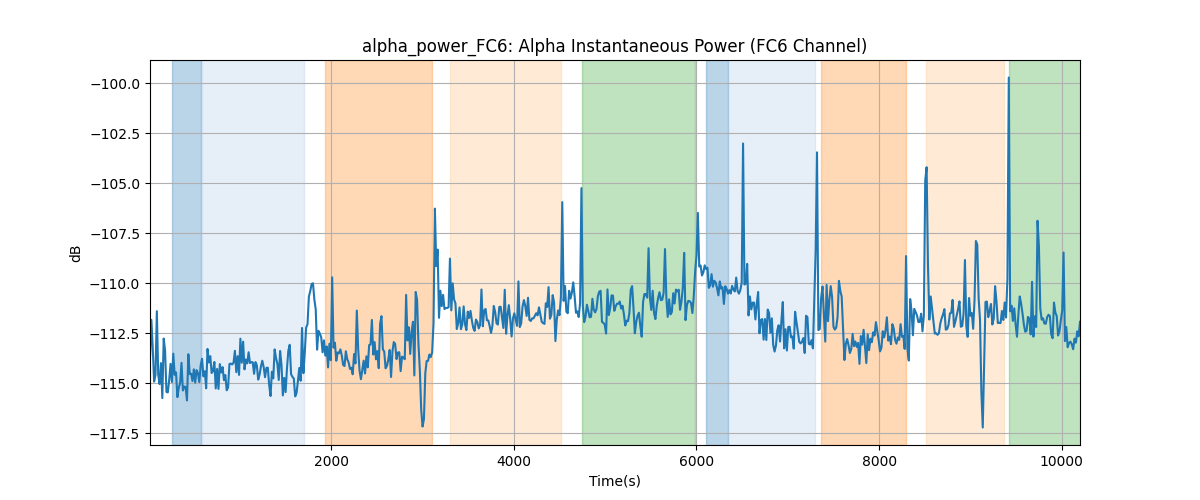 alpha_power_FC6: Alpha Instantaneous Power (FC6 Channel)
−100.0
−102.5
−105.0
−107.5
−110.0
−112.5
−115.0
−117.5
dB
2000 4000 6000 8000 10000
Time(s)